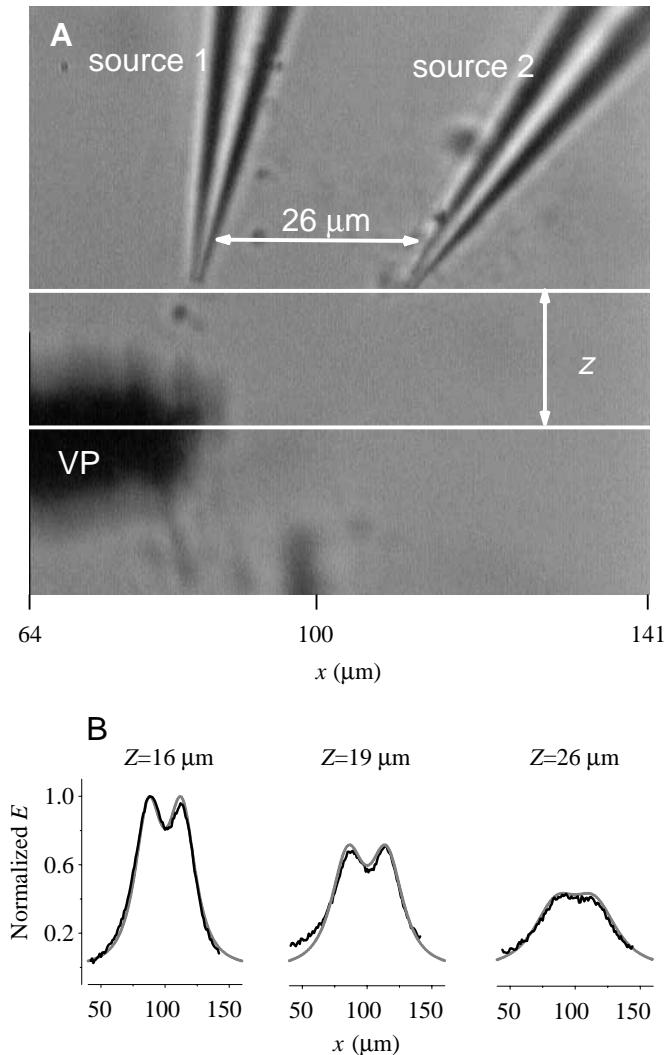 A
source 1
source 2
26 μm
z
VP
64 100 141
x (μm)
B
Z=16 μm Z=19 μm Z=26 μm
Normalized E
1.0
0.6
0.2
50 100 150 50 100 150 50 100 150
x (μm)